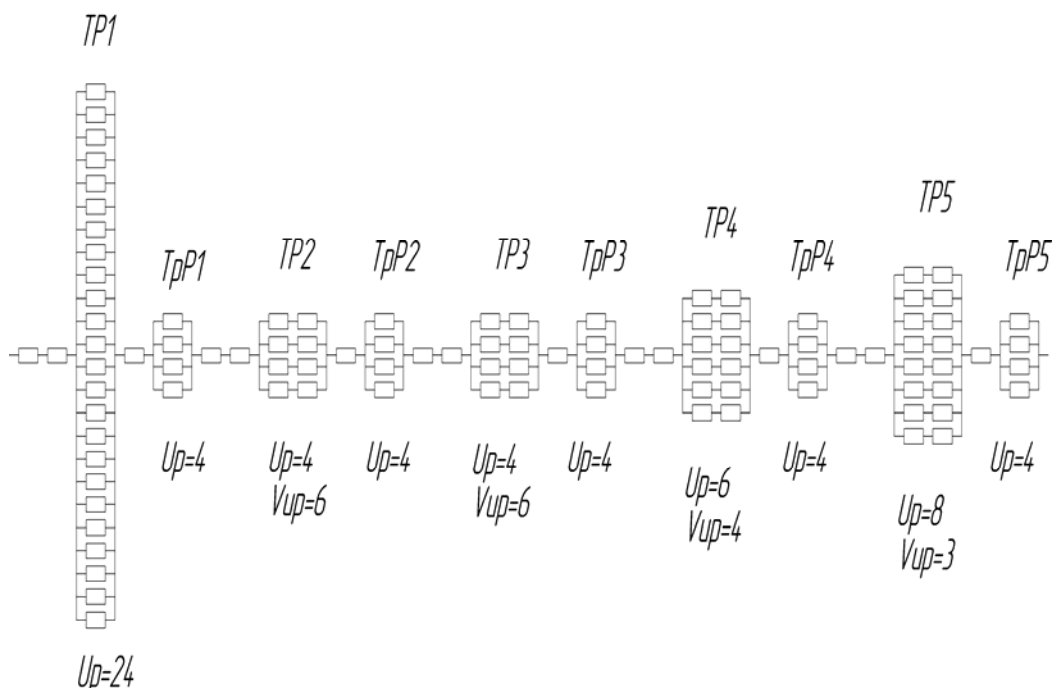 TP1
TpP1
TP2
TpP2
TP3
TpP3
TP4
TpP4
TP5
TpP5
Up=24
Up=4
Up=4
Vup=6
Up=4
Up=4
Vup=6
Up=4
Up=6
Vup=4
Up=4
Up=8
Vup=3
Up=4